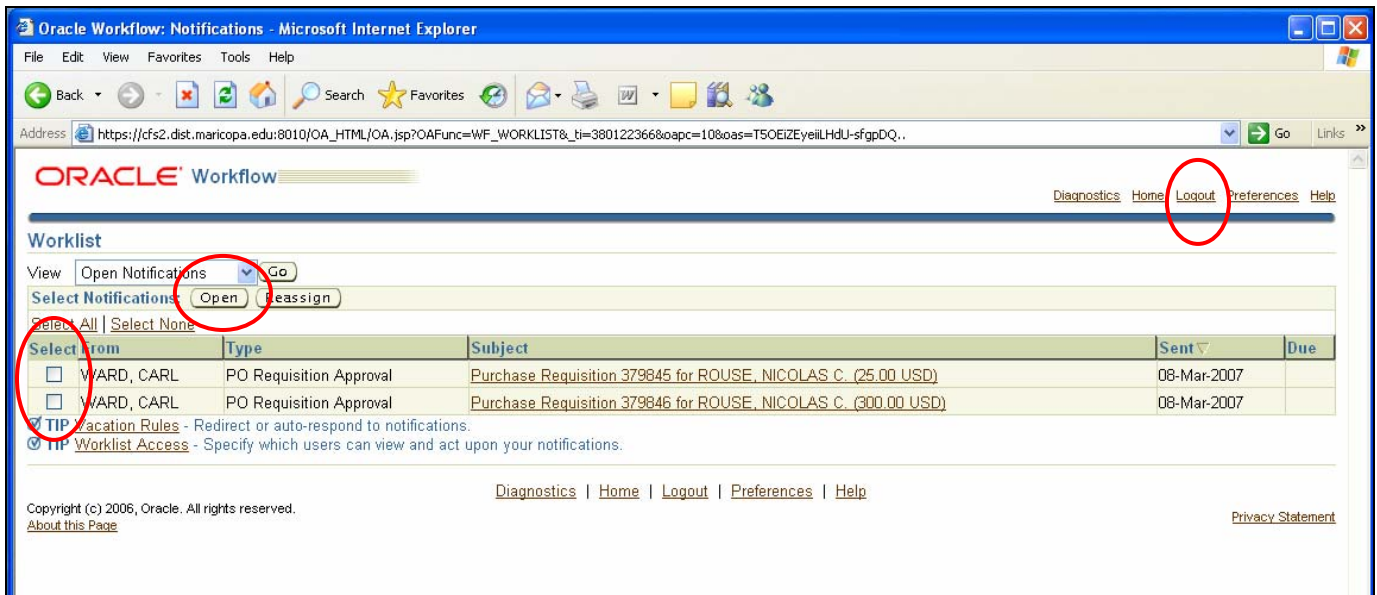 Oracle Workflow: Notifications - Microsoft Internet Explorer
File Edit View Favorites Tools Help
Back Search Favorites
Address https://cfs2.dist.maricopa.edu:8010/OA_HTML/OA.jsp?OAFunc=WF_WORKLIST&_ti=380122366&oapc=10&oas=T5OEiZEyeiiLHdU-sfgpDQ.. Go Links »
ORACLE Workflow
Diagnostics Home Logout Preferences Help
Worklist
View Open Notifications Go
Select Notifications: Open Reassign
Select All | Select None
Select From Type Subject Sent Due
WARD, CARL PO Requisition Approval Purchase Requisition 379845 for ROUSE, NICOLAS C. (25.00 USD) 08-Mar-2007
WARD, CARL PO Requisition Approval Purchase Requisition 379846 for ROUSE, NICOLAS C. (300.00 USD) 08-Mar-2007
TIP Vacation Rules - Redirect or auto-respond to notifications.
TIP Worklist Access - Specify which users can view and act upon your notifications.
Diagnostics | Home | Logout | Preferences | Help
Copyright (c) 2006, Oracle. All rights reserved.
About this Page Privacy Statement